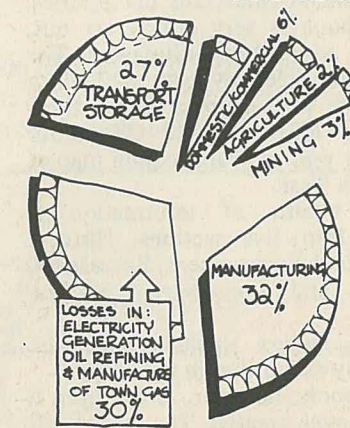 27%
TRANSPORT
STORAGE
DOMESTIC/COMMERCIAL 6%
AGRICULTURE 2%
MINING 3%
MANUFACTURING
32%
LOSSES IN:
ELECTRICITY
GENERATION
OIL REFINING
& MANUFACTURE
OF TOWN GAS
30%